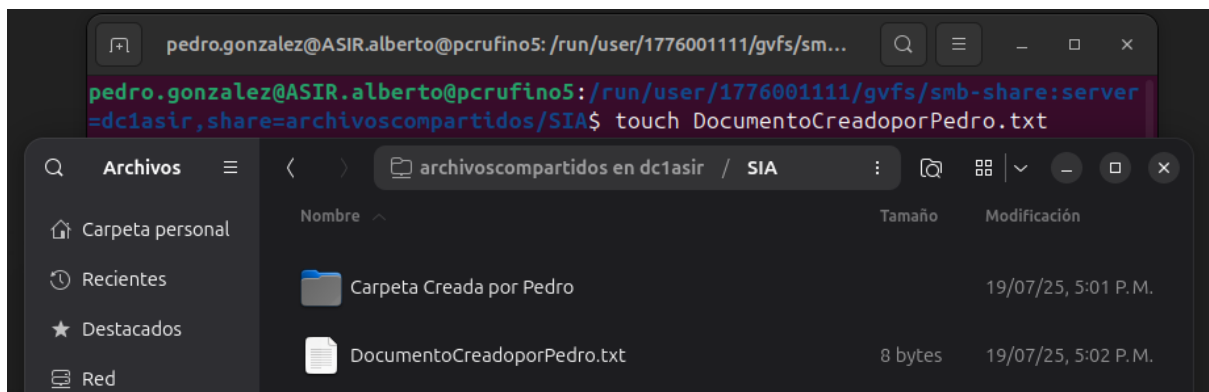 pedro.gonzalez@ASIR.alberto@pcrufino5: /run/user/1776001111/gvfs/sm...
pedro.gonzalez@ASIR.alberto@pcrufino5:/run/user/1776001111/gvfs/smb-share:server
=dc1asir,share=archivoscompartidos/SIA$ touch DocumentoCreadoporPedro.txt
Archivos
archivoscompartidos en dc1asir / SIA
Nombre Tamaño Modificación
Carpeta personal
Recientes
Carpeta Creada por Pedro 19/07/25, 5:01 P. M.
Destacados
DocumentoCreadoporPedro.txt 8 bytes 19/07/25, 5:02 P. M.
Red